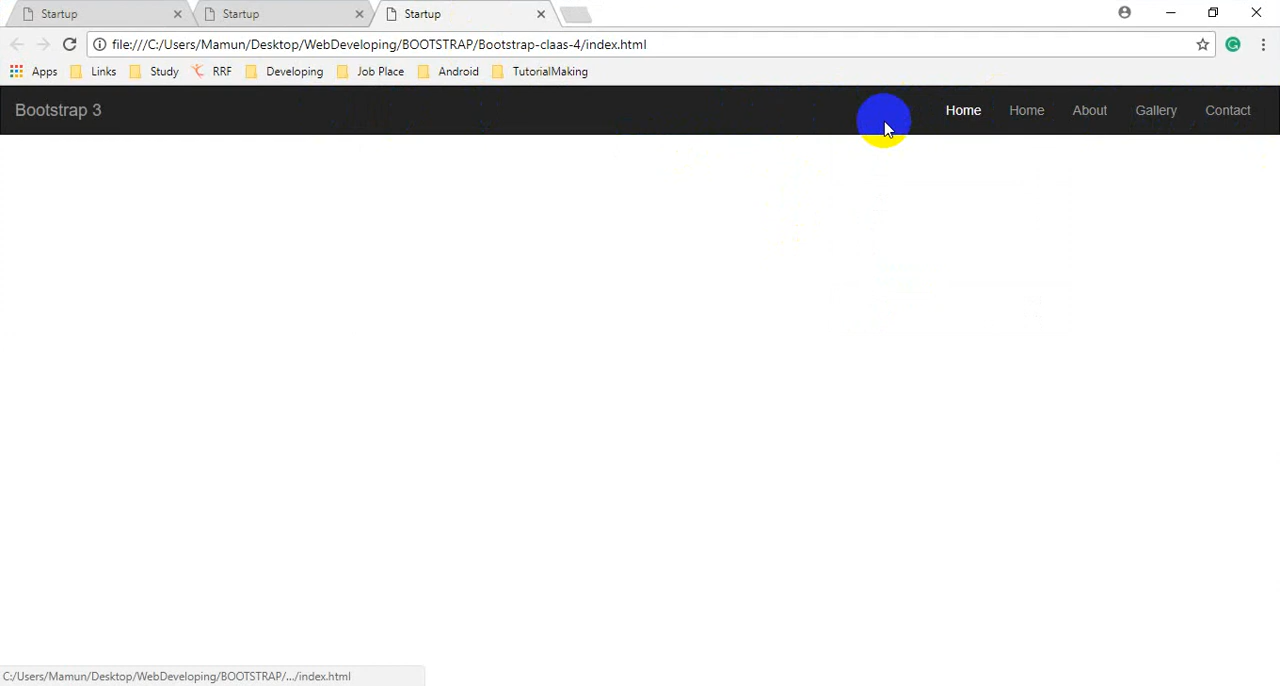 Startup
Startup
Startup
file:///C:/Users/Mamun/Desktop/WebDeveloping/BOOTSTRAP/Bootstrap-claas-4/index.html
Apps Links Study RRF Developing Job Place Android TutorialMaking
Bootstrap 3 Home Home About Gallery Contact
C:/Users/Mamun/Desktop/WebDeveloping/BOOTSTRAP/.../index.html